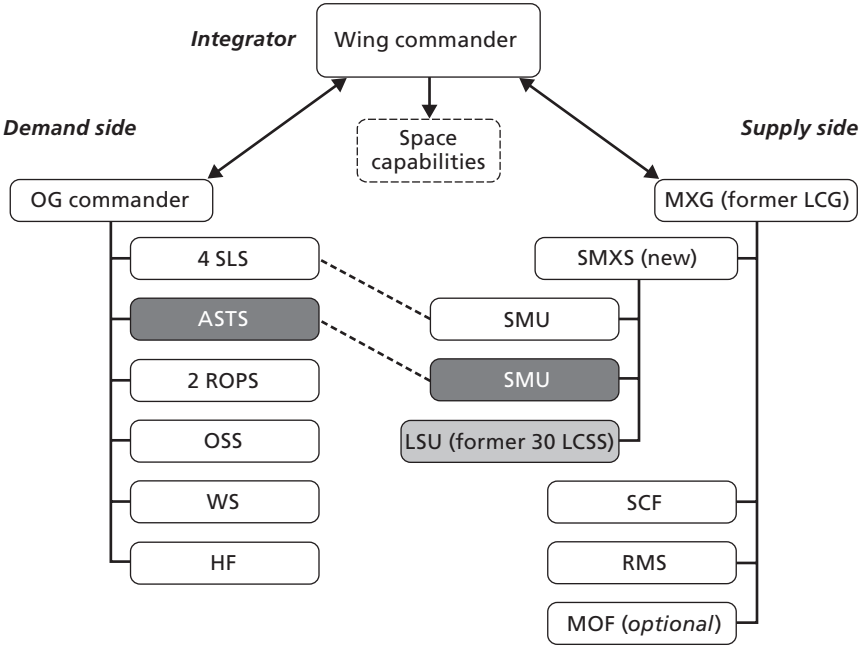 Integrator
Wing commander
Demand side
Space
capabilities
Supply side
OG commander
MXG (former LCG)
4 SLS
SMXS (new)
ASTS
SMU
2 ROPS
SMU
OSS
LSU (former 30 LCSS)
WS
SCF
HF
RMS
MOF (optional)